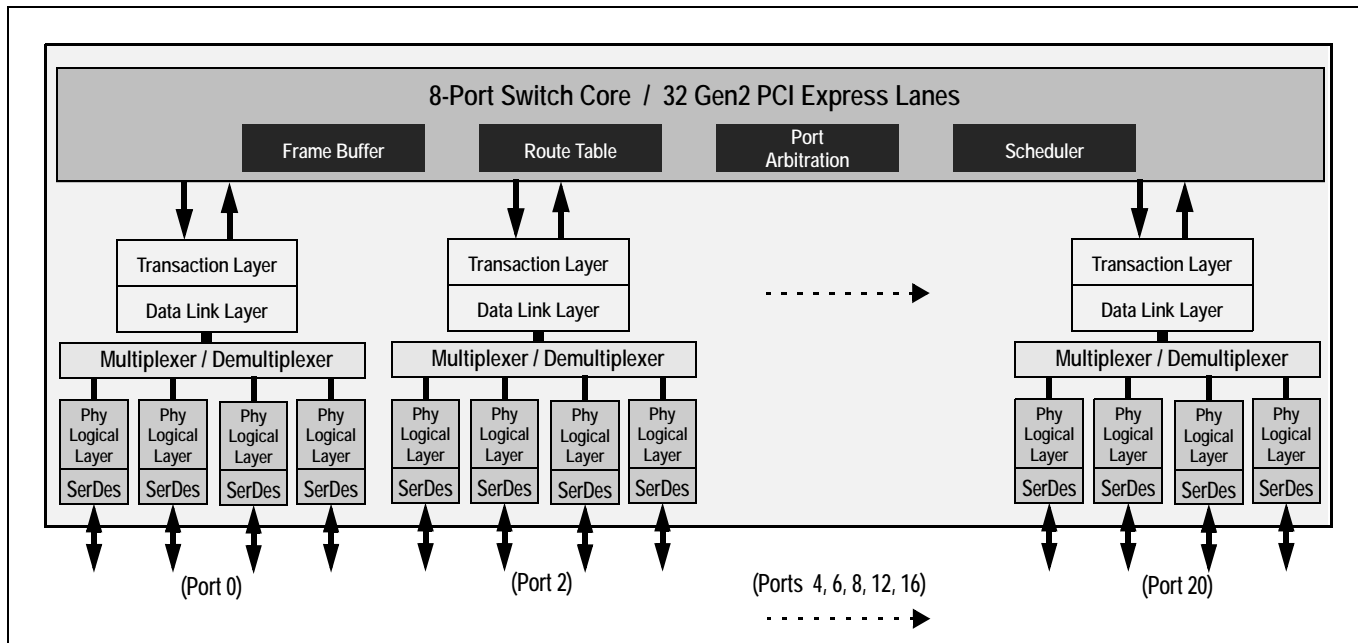 8-Port Switch Core / 32 Gen2 PCI Express Lanes
Frame Buffer
Route Table
Port
Arbitration
Scheduler
Transaction Layer
Data Link Layer
Multiplexer / Demultiplexer
Phy
Logical
Layer
SerDes
Phy
Logical
Layer
SerDes
Phy
Logical
Layer
SerDes
Phy
Logical
Layer
SerDes
(Port 0)
Transaction Layer
Data Link Layer
Multiplexer / Demultiplexer
Phy
Logical
Layer
SerDes
Phy
Logical
Layer
SerDes
Phy
Logical
Layer
SerDes
Phy
Logical
Layer
SerDes
(Port 2)
(Ports 4, 6, 8, 12, 16)
Transaction Layer
Data Link Layer
Multiplexer / Demultiplexer
Phy
Logical
Layer
SerDes
Phy
Logical
Layer
SerDes
Phy
Logical
Layer
SerDes
Phy
Logical
Layer
SerDes
(Port 20)